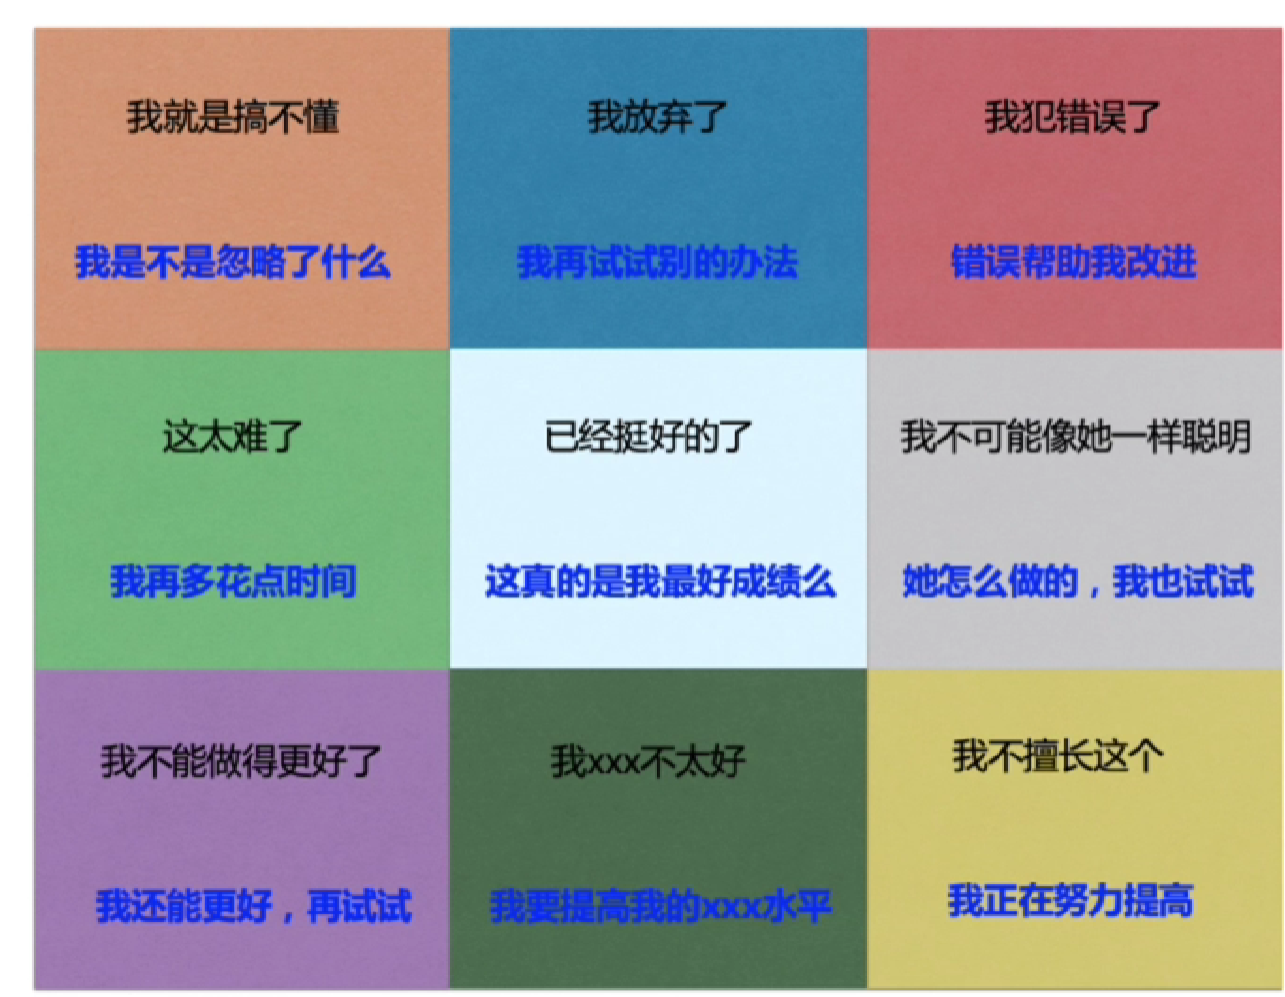 我就是搞不懂
我是不是忽略了什么
我放弃了
我再试试别的办法
我犯错误了
错误帮助我改进
这太难了
我再多花点时间
已经挺好的了
这真的是我最好成绩么
我不可能像她一样聪明
她怎么做的，我也试试
我不能做得更好了
我还能更好，再试试
我xxx不太好
我要提高我的xxx水平
我不擅长这个
我正在努力提高